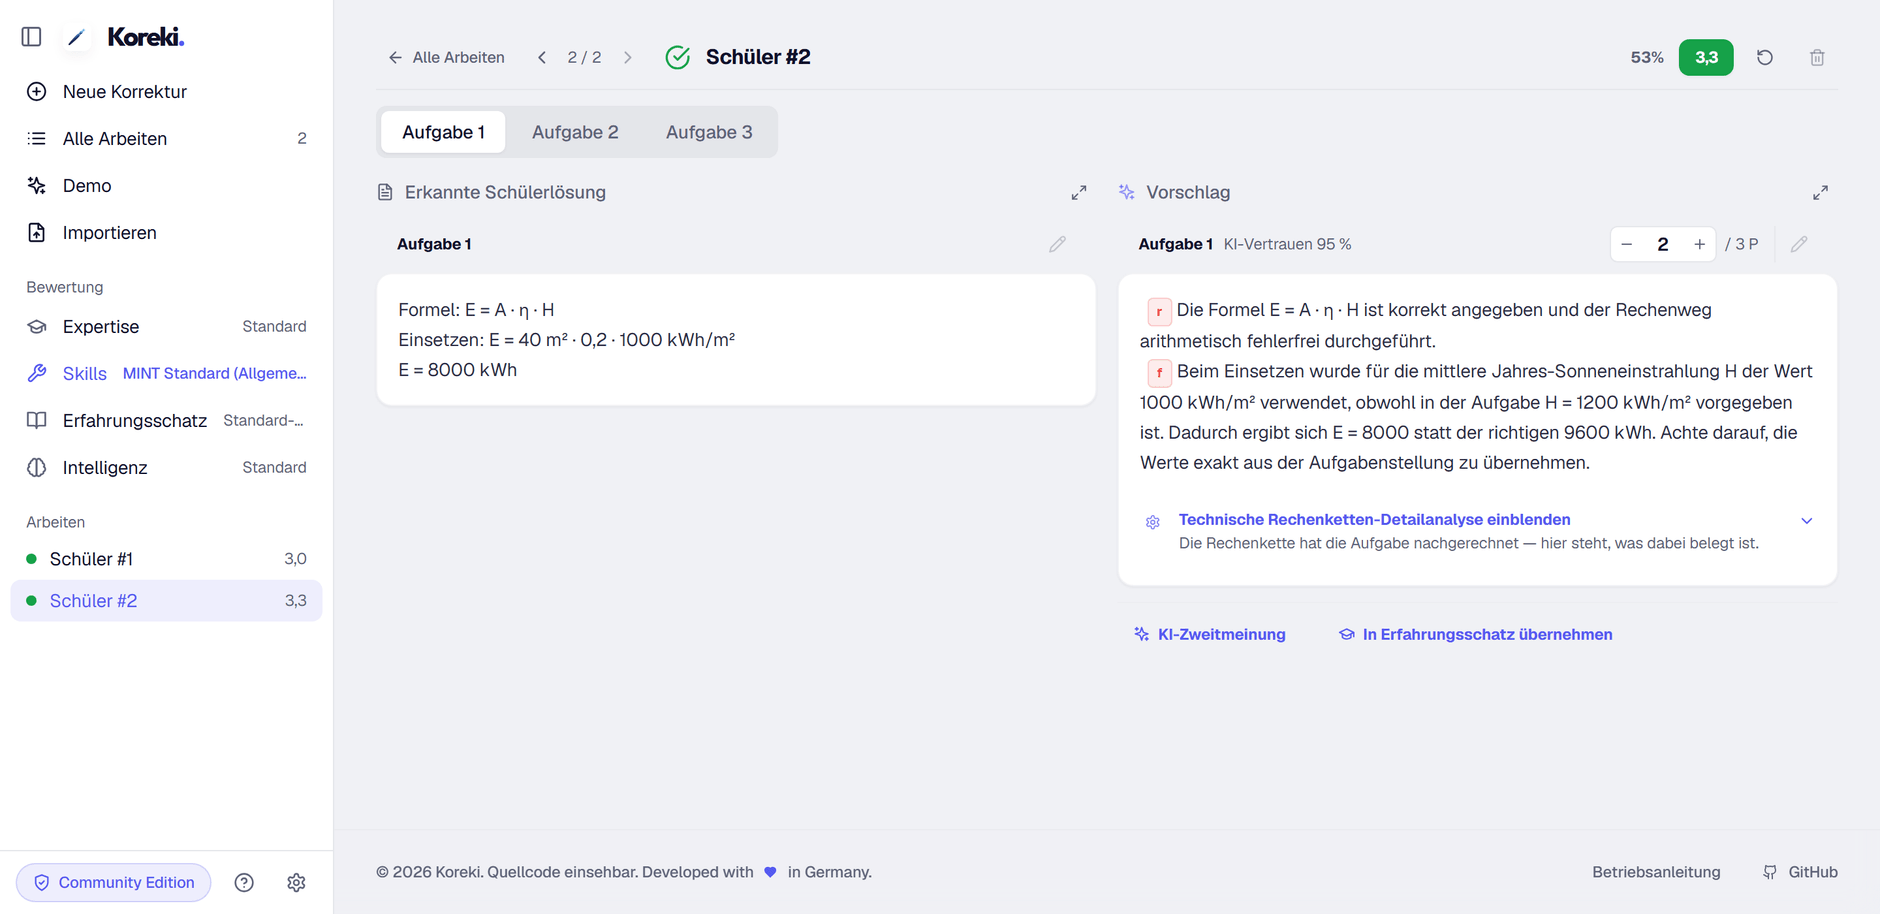 Koreki.
Neue Korrektur
Alle Arbeiten 2
Demo
Importieren
Bewertung
Expertise Standard
Skills MINT Standard (Allgeme...
Erfahrungsschatz Standard-...
Intelligenz Standard
Arbeiten
Schüler #1 3,0
Schüler #2 3,3
Community Edition
Alle Arbeiten 2 / 2 Schüler #2 53% 3,3
Aufgabe 1 Aufgabe 2 Aufgabe 3
Erkannte Schülerlösung
Aufgabe 1
Formel: E = A · η · H
Einsetzen: E = 40 m² · 0,2 · 1000 kWh/m²
E = 8000 kWh
Vorschlag
Aufgabe 1 KI-Vertrauen 95 % − 2 + / 3 P
r Die Formel E = A · η · H ist korrekt angegeben und der Rechenweg
arithmetisch fehlerfrei durchgeführt.
f Beim Einsetzen wurde für die mittlere Jahres-Sonneneinstrahlung H der Wert
1000 kWh/m² verwendet, obwohl in der Aufgabe H = 1200 kWh/m² vorgegeben
ist. Dadurch ergibt sich E = 8000 statt der richtigen 9600 kWh. Achte darauf, die
Werte exakt aus der Aufgabenstellung zu übernehmen.
Technische Rechenketten-Detailanalyse einblenden
Die Rechenkette hat die Aufgabe nachgerechnet — hier steht, was dabei belegt ist.
KI-Zweitmeinung In Erfahrungsschatz übernehmen
© 2026 Koreki. Quellcode einsehbar. Developed with in Germany.
Betriebsanleitung GitHub